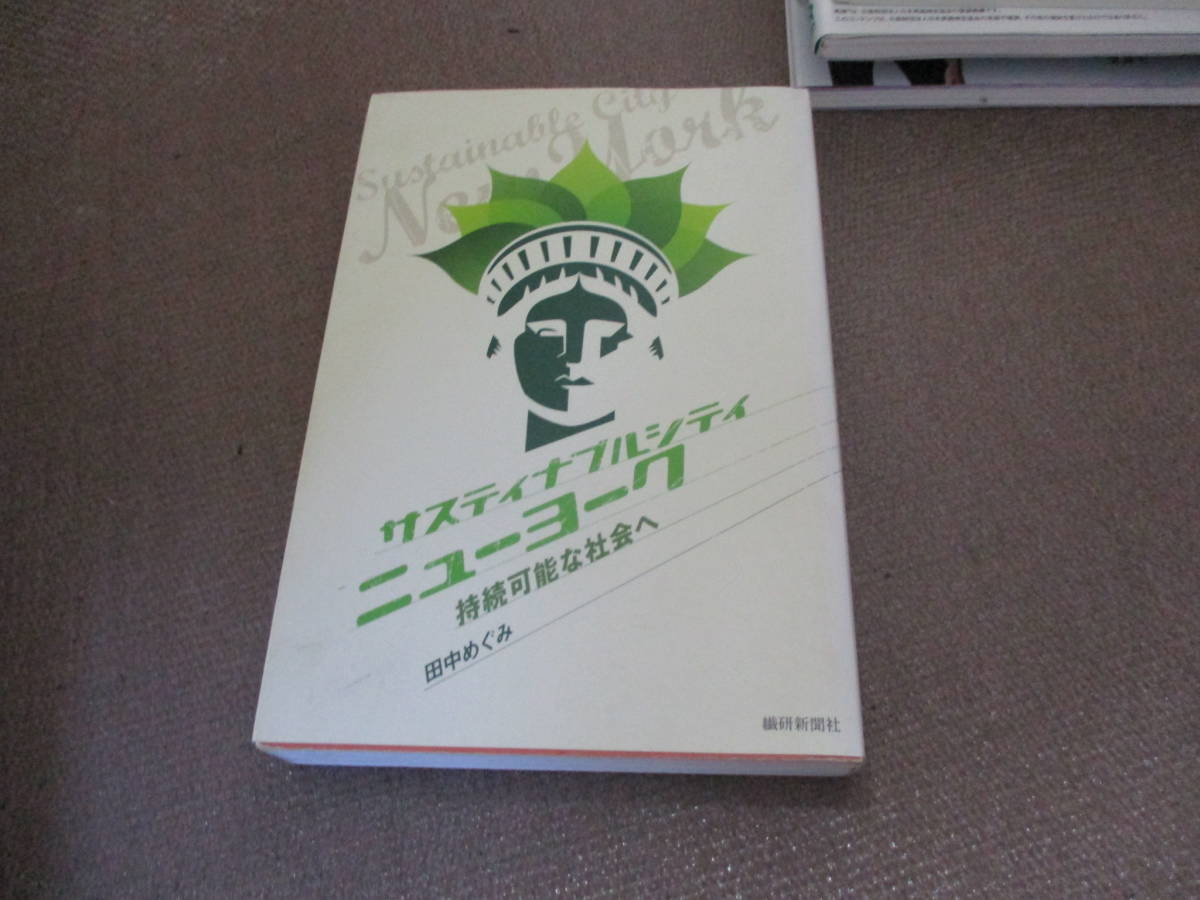 Sustainable City
New York
サスティナブルシティ
ニューヨーク
持続可能な社会へ
田中めぐみ
繊研新聞社